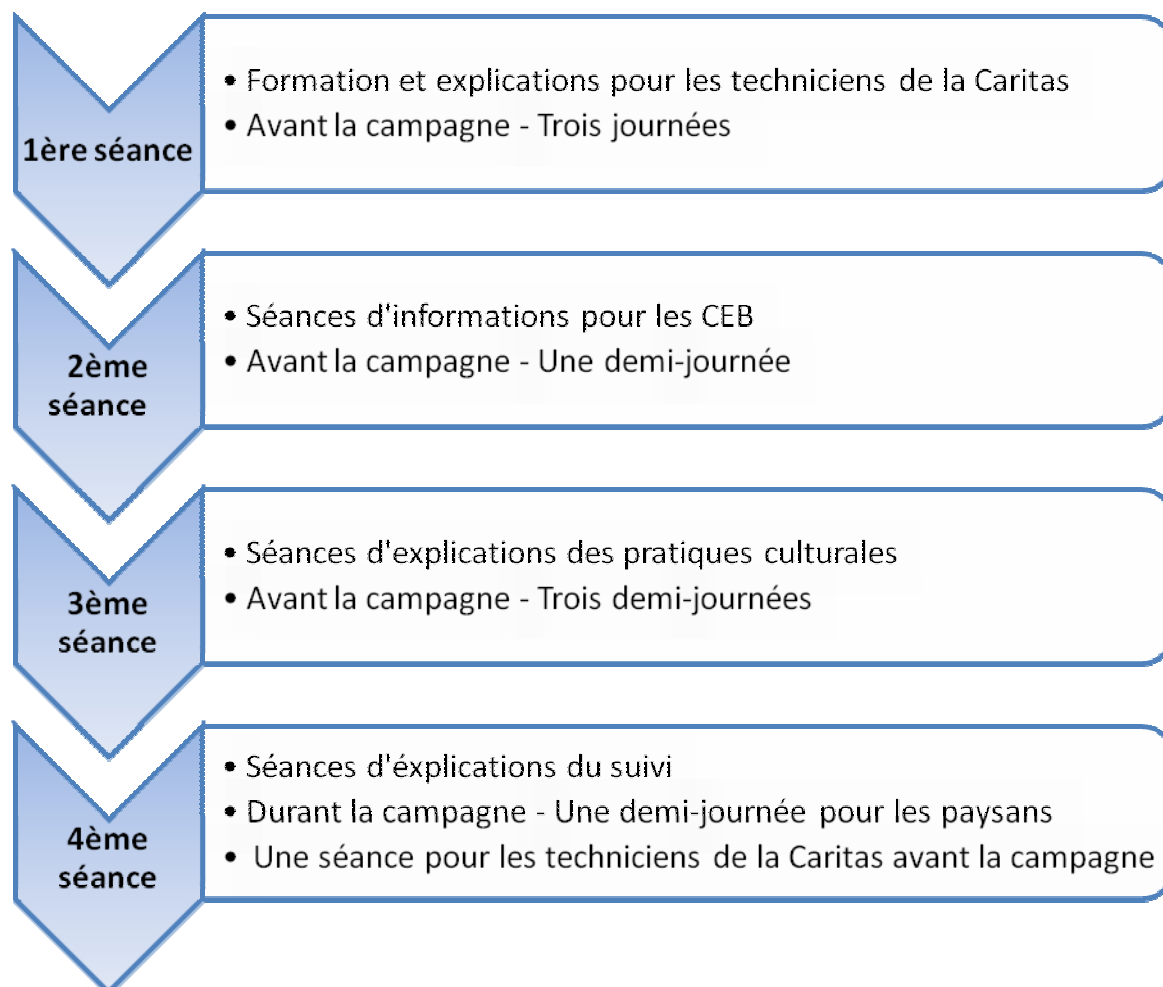 1ère séance
• Formation et explications pour les techniciens de la Caritas
• Avant la campagne - Trois journées
2ème
séance
• Séances d'informations pour les CEB
• Avant la campagne - Une demi-journée
3ème
séance
• Séances d'explications des pratiques culturales
• Avant la campagne - Trois demi-journées
4ème
séance
• Séances d'éxplications du suivi
• Durant la campagne - Une demi-journée pour les paysans
• Une séance pour les techniciens de la Caritas avant la campagne